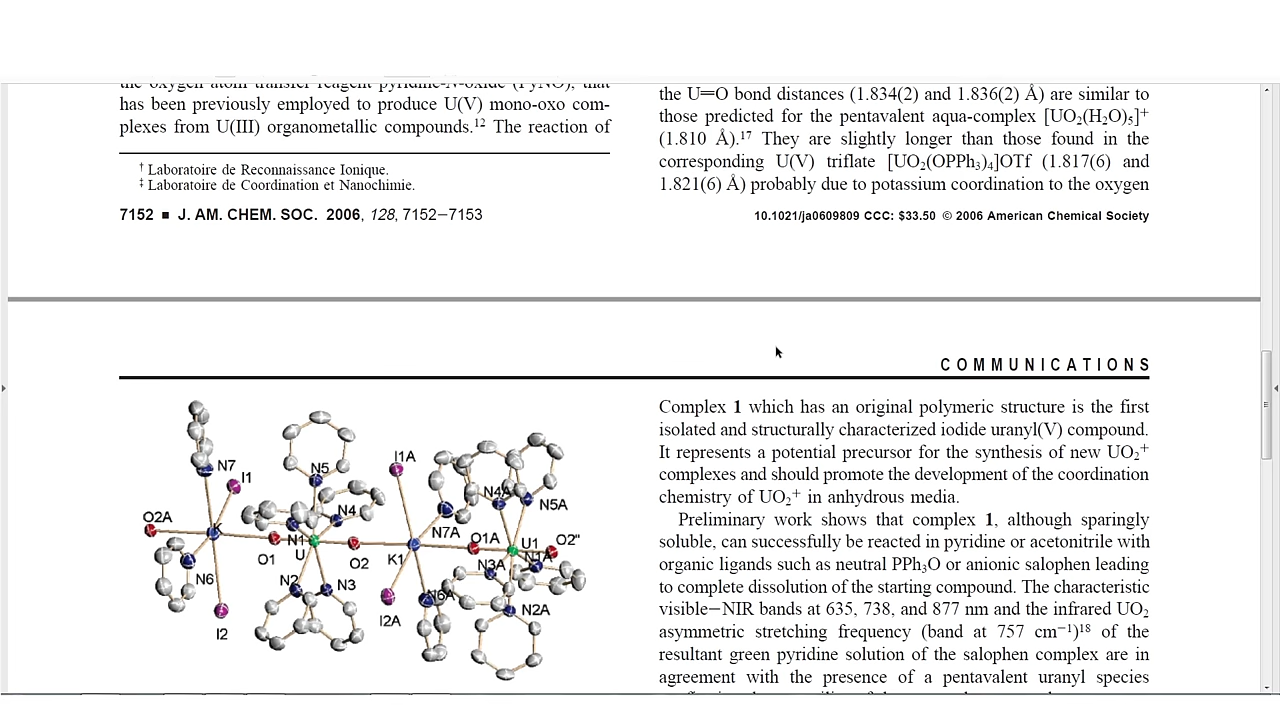 the oxygen atom transfer reagent pyridine-N-oxide (PyNO), that
has been previously employed to produce U(V) mono-oxo com-
plexes from U(III) organometallic compounds.¹² The reaction of
† Laboratoire de Reconnaissance Ionique.
‡ Laboratoire de Coordination et Nanochimie.
7152 ■ J. AM. CHEM. SOC. 2006, 128, 7152−7153
the U═O bond distances (1.834(2) and 1.836(2) Å) are similar to
those predicted for the pentavalent aqua-complex [UO₂(H₂O)₅]⁺
(1.810 Å).¹⁷ They are slightly longer than those found in the
corresponding U(V) triflate [UO₂(OPPh₃)₄]OTf (1.817(6) and
1.821(6) Å) probably due to potassium coordination to the oxygen
10.1021/ja0609809 CCC: $33.50 © 2006 American Chemical Society
COMMUNICATIONS
N7
I1
O2A
K
O1
N6
I2
N5
N4
N1
U
N2
N3
O2
I1A
K1
I2A
N7A
N6A
O1A
N4A
N5A
U1
O2"
N3A
N1A
N2A
Complex 1 which has an original polymeric structure is the first
isolated and structurally characterized iodide uranyl(V) compound.
It represents a potential precursor for the synthesis of new UO₂⁺
complexes and should promote the development of the coordination
chemistry of UO₂⁺ in anhydrous media.
Preliminary work shows that complex 1, although sparingly
soluble, can successfully be reacted in pyridine or acetonitrile with
organic ligands such as neutral PPh₃O or anionic salophen leading
to complete dissolution of the starting compound. The characteristic
visible−NIR bands at 635, 738, and 877 nm and the infrared UO₂
asymmetric stretching frequency (band at 757 cm⁻¹)¹⁸ of the
resultant green pyridine solution of the salophen complex are in
agreement with the presence of a pentavalent uranyl species